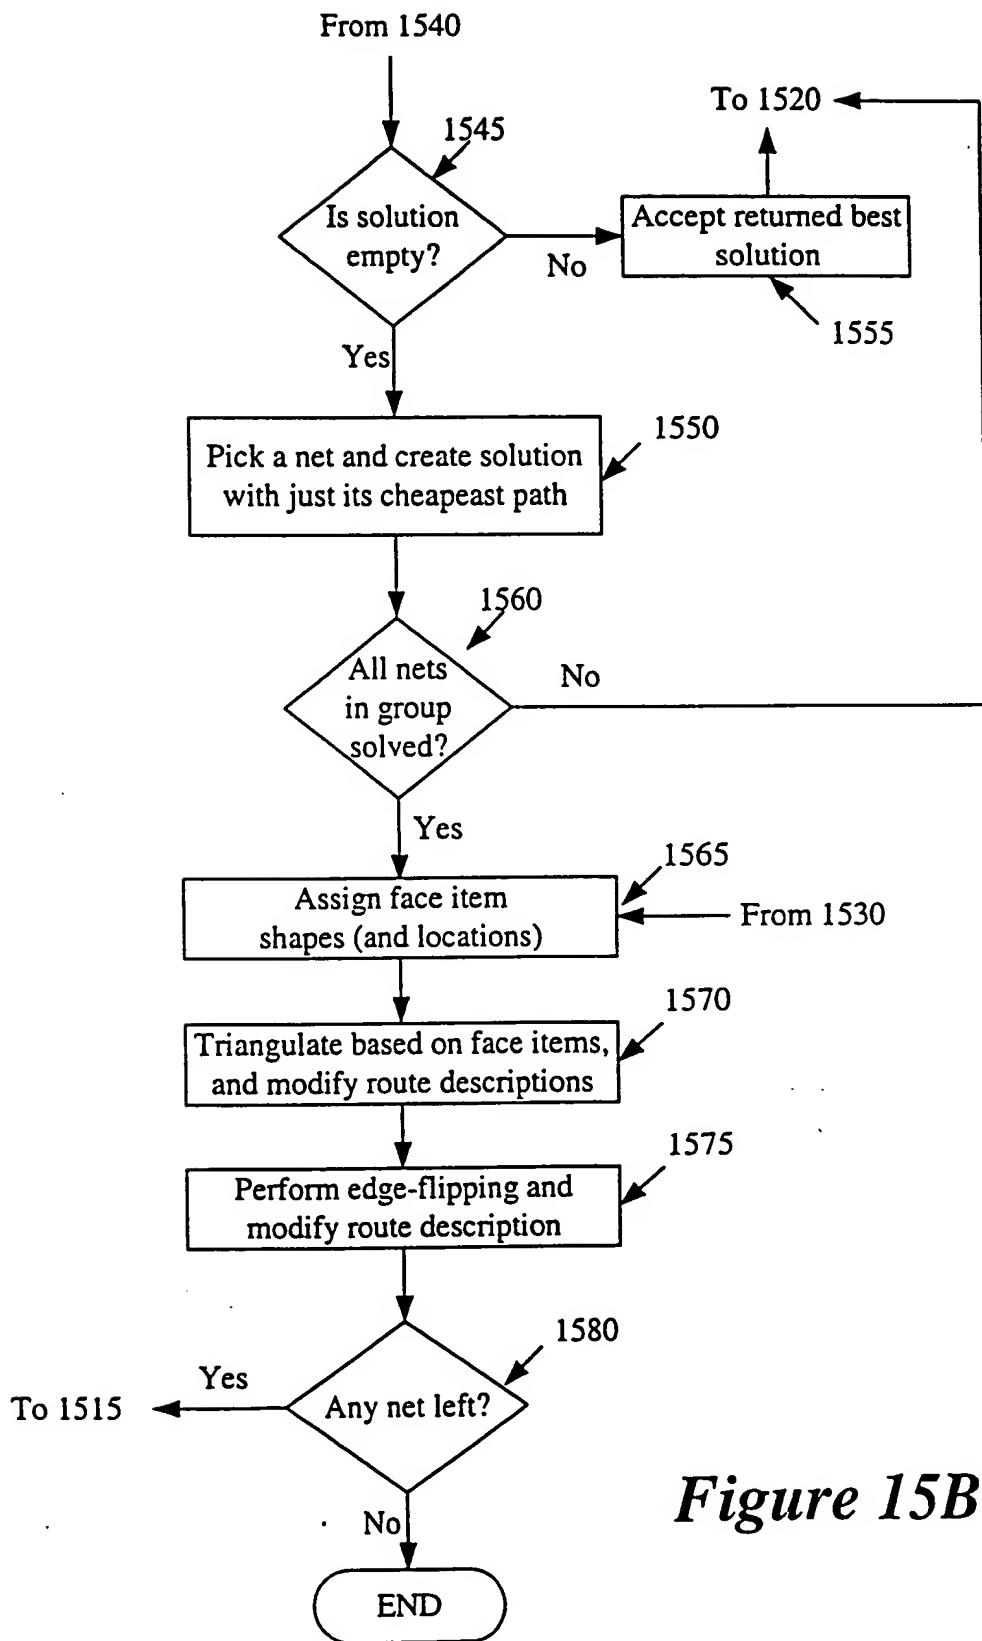 From 1540
To 1520
1545
Is solution
empty?
No
Accept returned best
solution
1555
Yes
1550
Pick a net and create solution
with just its cheapeast path
1560
All nets
in group
solved?
No
Yes
1565
Assign face item
shapes (and locations)
From 1530
1570
Triangulate based on face items,
and modify route descriptions
1575
Perform edge-flipping and
modify route description
1580
Yes
To 1515
Any net left?
No
END
Figure 15B